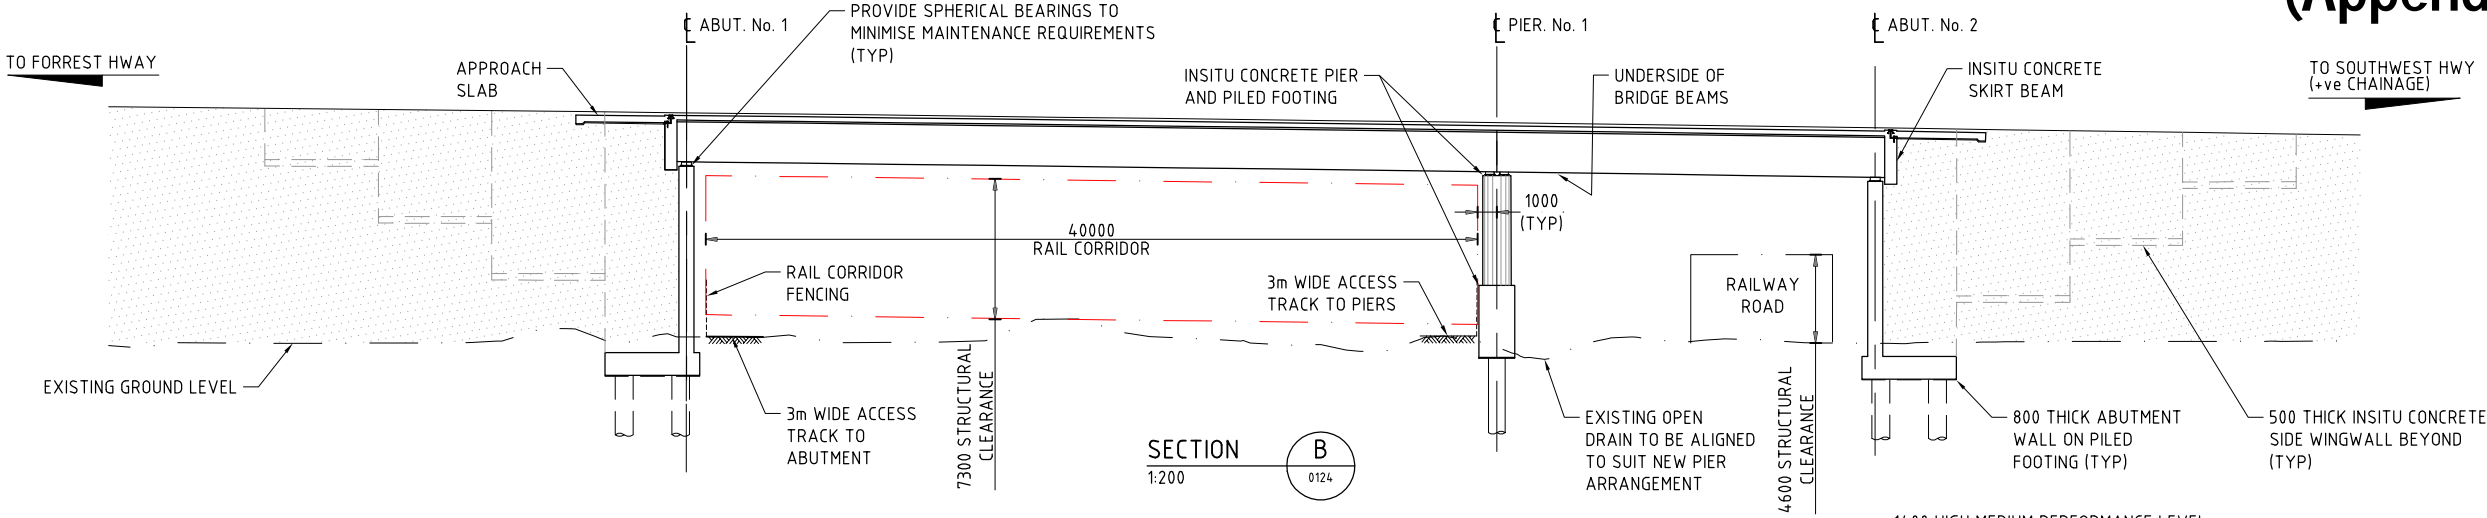 (Append
℄ ABUT. No. 1
PROVIDE SPHERICAL BEARINGS TO
MINIMISE MAINTENANCE REQUIREMENTS
(TYP)
℄ PIER. No. 1
℄ ABUT. No. 2
TO FORREST HWAY
APPROACH
SLAB
INSITU CONCRETE PIER
AND PILED FOOTING
UNDERSIDE OF
BRIDGE BEAMS
INSITU CONCRETE
SKIRT BEAM
TO SOUTHWEST HWY
(+ve CHAINAGE)
1000
(TYP)
40000
RAIL CORRIDOR
RAIL CORRIDOR
FENCING
3m WIDE ACCESS
TRACK TO PIERS
RAILWAY
ROAD
EXISTING GROUND LEVEL
3m WIDE ACCESS
TRACK TO
ABUTMENT
7300 STRUCTURAL
CLEARANCE
SECTION
1:200
B
0124
EXISTING OPEN
DRAIN TO BE ALIGNED
TO SUIT NEW PIER
ARRANGEMENT
4600 STRUCTURAL
CLEARANCE
800 THICK ABUTMENT
WALL ON PILED
FOOTING (TYP)
500 THICK INSITU CONCRETE
SIDE WINGWALL BEYOND
(TYP)
1400 HIGH MEDIUM PERFORMANCE LEVEL